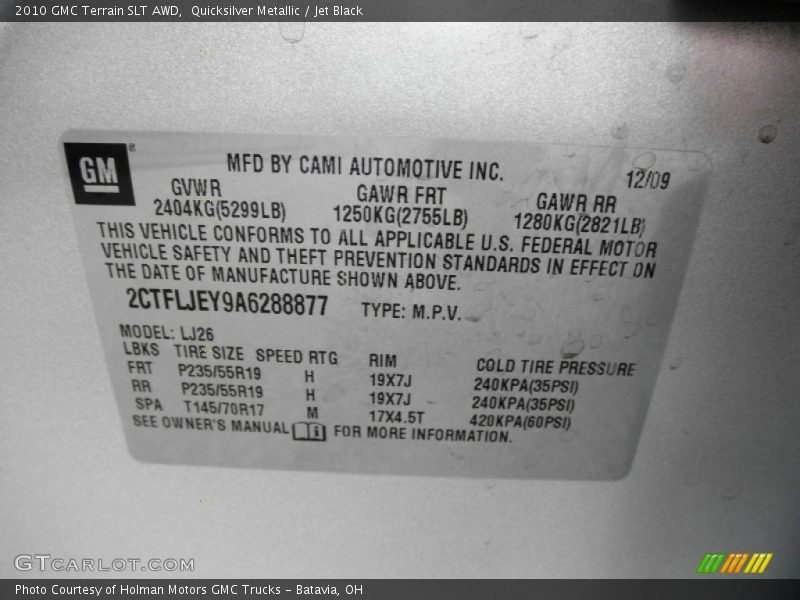 2010 GMC Terrain SLT AWD,  Quicksilver Metallic / Jet Black
GM ®
MFD BY CAMI AUTOMOTIVE INC.
12/09
GVWR GAWR FRT GAWR RR
2404KG(5299LB) 1250KG(2755LB) 1280KG(2821LB)
THIS VEHICLE CONFORMS TO ALL APPLICABLE U.S. FEDERAL MOTOR
VEHICLE SAFETY AND THEFT PREVENTION STANDARDS IN EFFECT ON
THE DATE OF MANUFACTURE SHOWN ABOVE.
2CTFLJEY9A6288877 TYPE: M.P.V.
MODEL: LJ26
LBKS TIRE SIZE SPEED RTG RIM COLD TIRE PRESSURE
FRT P235/55R19 H 19X7J 240KPA(35PSI)
RR P235/55R19 H 19X7J 240KPA(35PSI)
SPA T145/70R17 M 17X4.5T 420KPA(60PSI)
SEE OWNER'S MANUAL i FOR MORE INFORMATION.
GTCARLOT.COM
Photo Courtesy of Holman Motors GMC Trucks – Batavia, OH